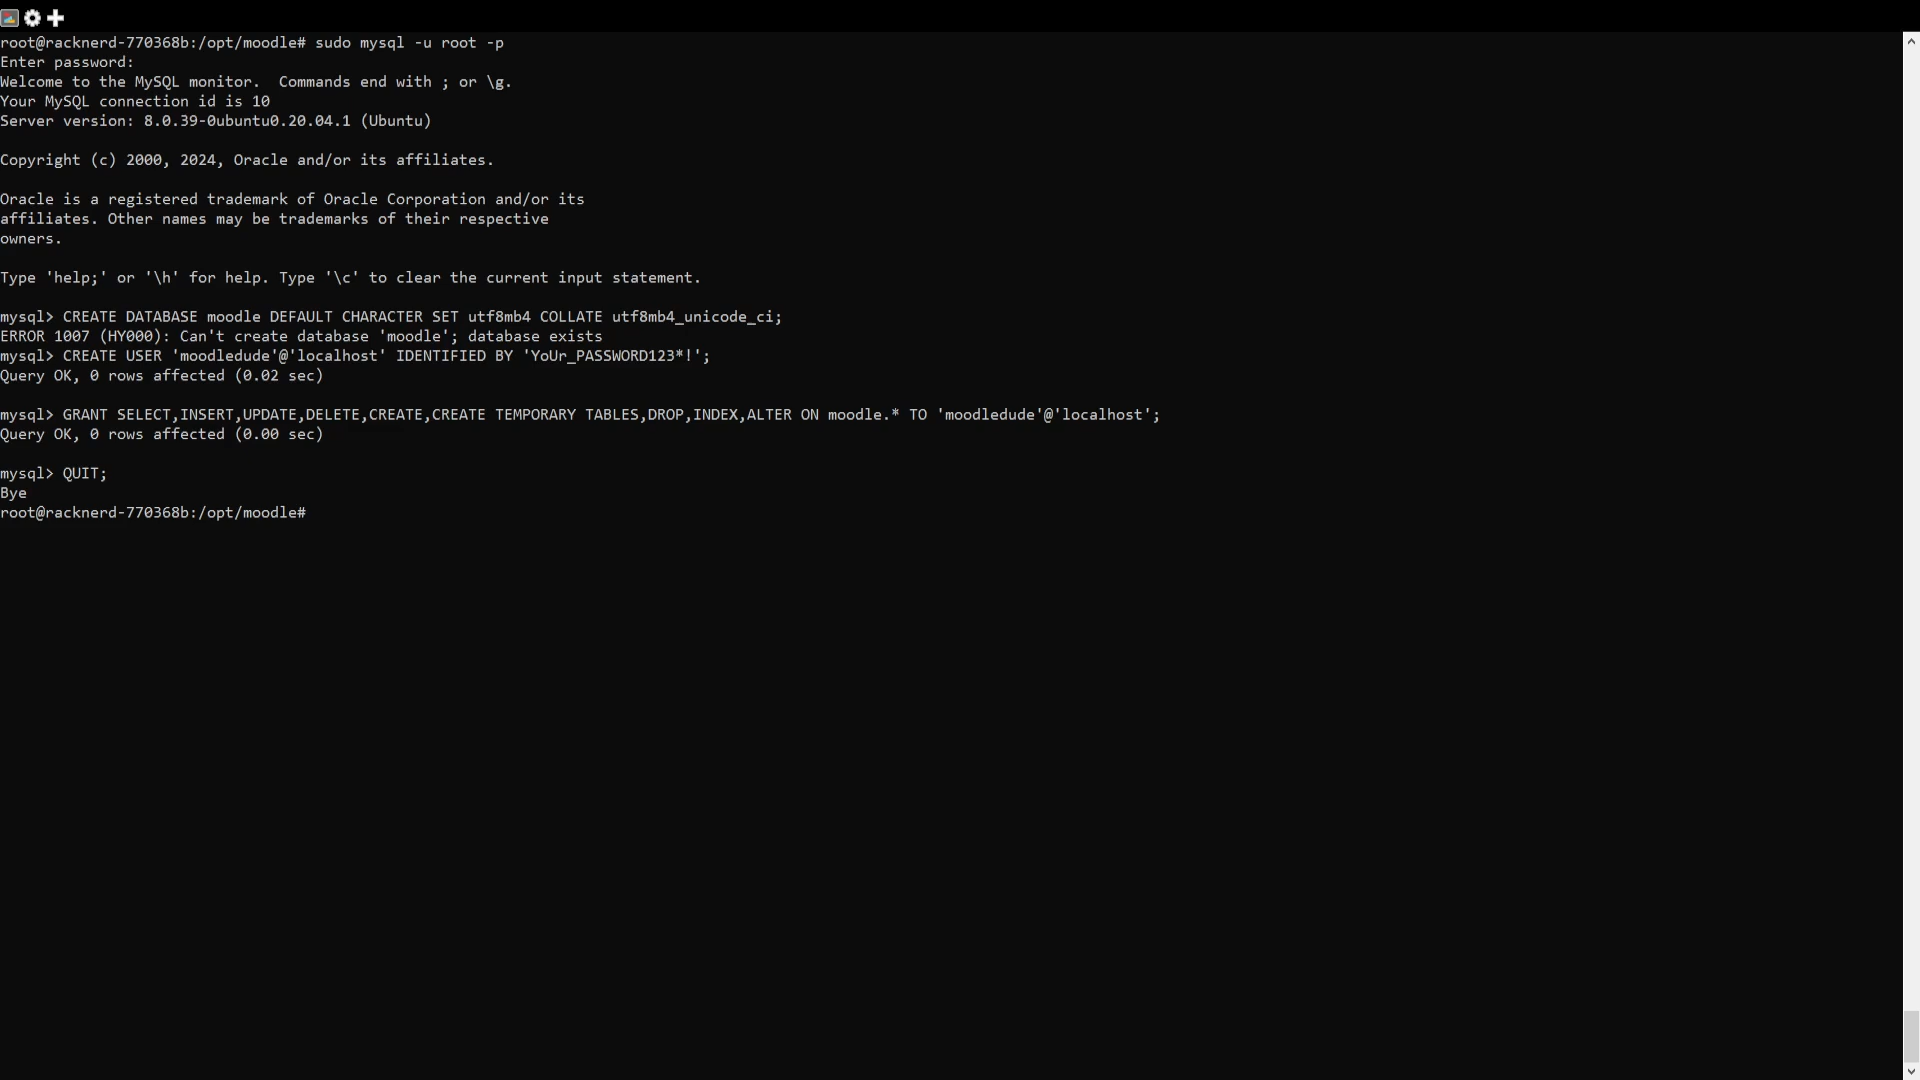 root@racknerd-770368b:/opt/moodle# sudo mysql -u root -p
Enter password:
Welcome to the MySQL monitor.  Commands end with ; or \g.
Your MySQL connection id is 10
Server version: 8.0.39-0ubuntu0.20.04.1 (Ubuntu)
Copyright (c) 2000, 2024, Oracle and/or its affiliates.
Oracle is a registered trademark of Oracle Corporation and/or its
affiliates. Other names may be trademarks of their respective
owners.
Type 'help;' or '\h' for help. Type '\c' to clear the current input statement.
mysql> CREATE DATABASE moodle DEFAULT CHARACTER SET utf8mb4 COLLATE utf8mb4_unicode_ci;
ERROR 1007 (HY000): Can't create database 'moodle'; database exists
mysql> CREATE USER 'moodledude'@'localhost' IDENTIFIED BY 'YoUr_PASSWORD123*!';
Query OK, 0 rows affected (0.02 sec)
mysql> GRANT SELECT,INSERT,UPDATE,DELETE,CREATE,CREATE TEMPORARY TABLES,DROP,INDEX,ALTER ON moodle.* TO 'moodledude'@'localhost';
Query OK, 0 rows affected (0.00 sec)
mysql> QUIT;
Bye
root@racknerd-770368b:/opt/moodle#